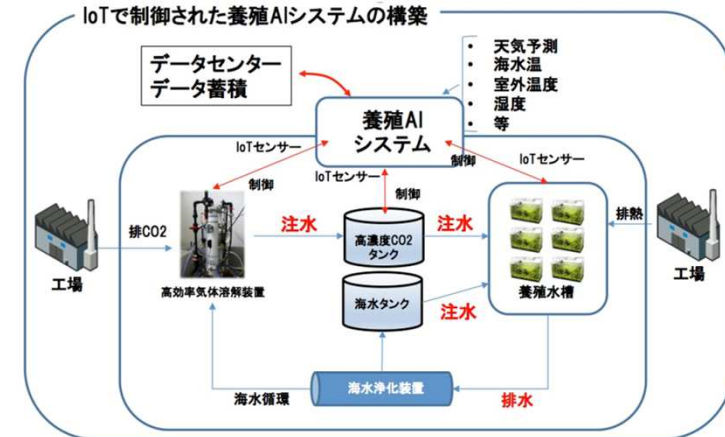 IoTで制御された養殖AIシステムの構築
データセンター
データ蓄積
養殖AI
システム
・ 天気予測
・ 海水温
・ 室外温度
・ 湿度
・ 等
IoTセンサー
制御
IoTセンサー
制御
制御
IoTセンサー
工場
排CO2
高効率気体溶解装置
注水
高濃度CO2
タンク
注水
海水タンク
注水
養殖水槽
排熱
工場
海水循環
海水浄化装置
排水